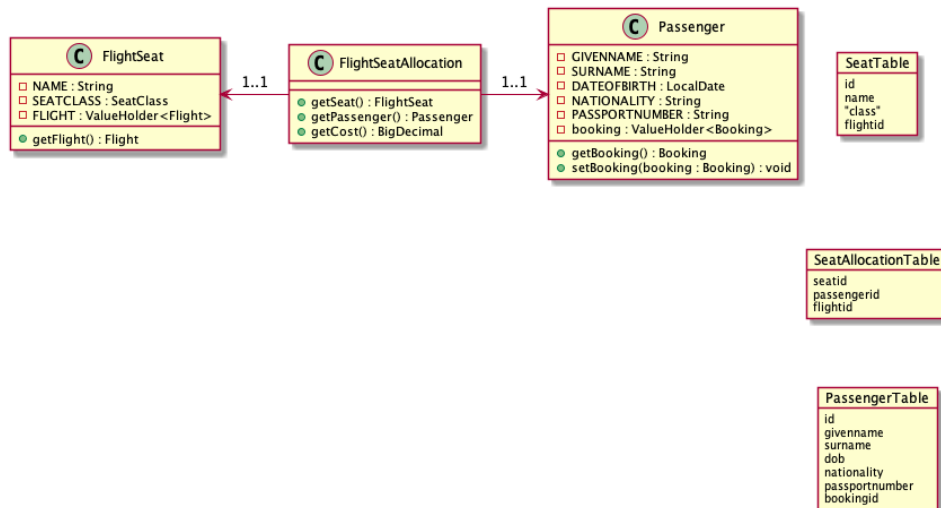 C FlightSeat
NAME : String
SEATCLASS : SeatClass
FLIGHT : ValueHolder<Flight>
getFlight() : Flight
1..1
C FlightSeatAllocation
getSeat() : FlightSeat
getPassenger() : Passenger
getCost() : BigDecimal
1..1
C Passenger
GIVENNAME : String
SURNAME : String
DATEOFBIRTH : LocalDate
NATIONALITY : String
PASSPORTNUMBER : String
booking : ValueHolder<Booking>
getBooking() : Booking
setBooking(booking : Booking) : void
SeatTable
id
name
"class"
flightid
SeatAllocationTable
seatid
passengerid
flightid
PassengerTable
id
givenname
surname
dob
nationality
passportnumber
bookingid